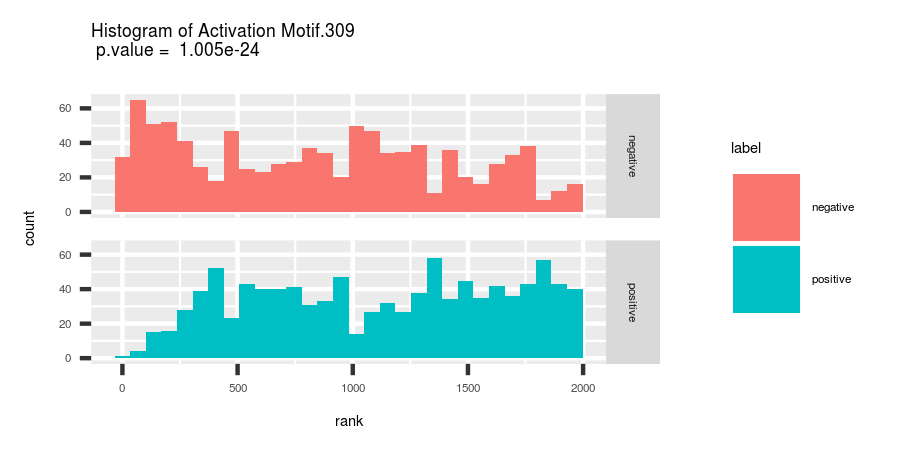 Histogram of Activation Motif.309
p.value = 1.005e-24
count
60
40
20
0
negative
60
40
20
0
positive
0 500 1000 1500 2000
rank
label
negative
positive